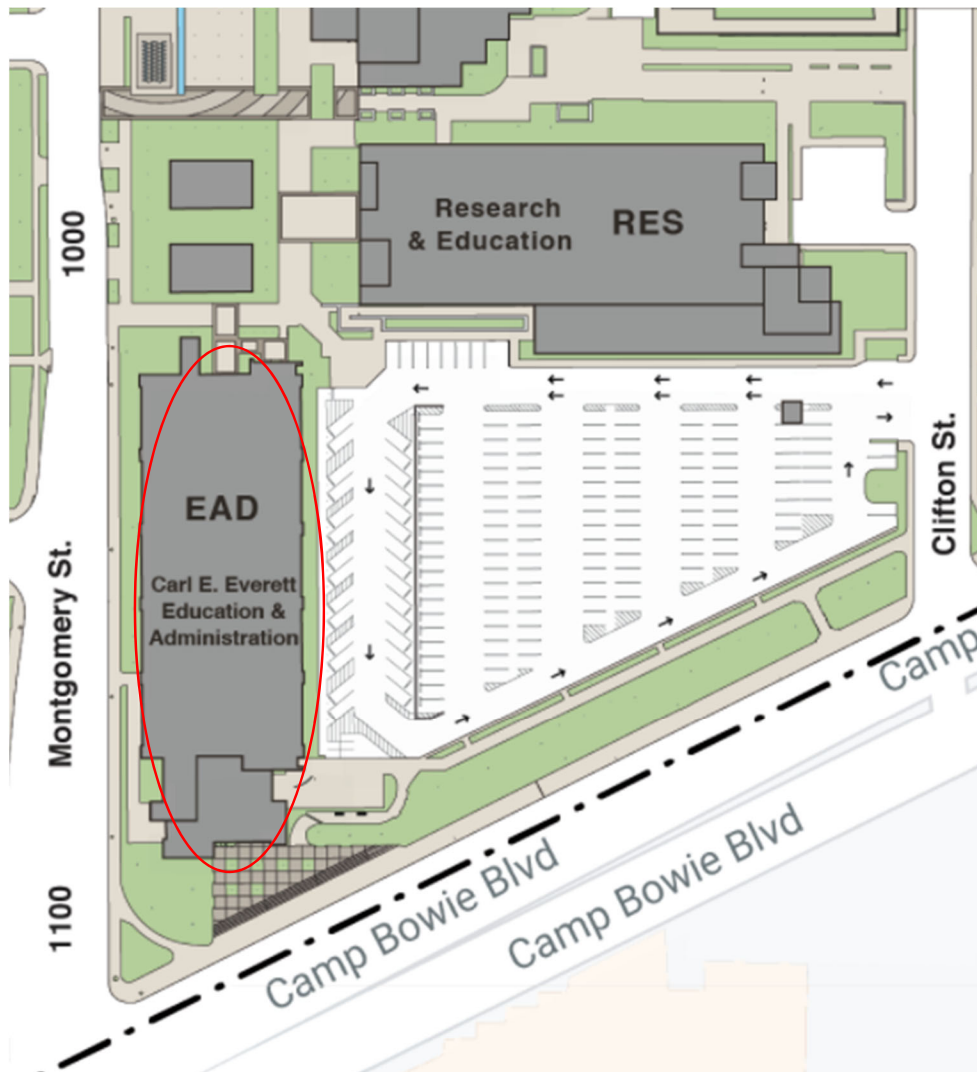 1000
Research
& Education
RES
EAD
Carl E. Everett
Education &
Administration
Montgomery St.
Clifton St.
1100
Camp Bowie Blvd
Camp Bowie Blvd
Camp